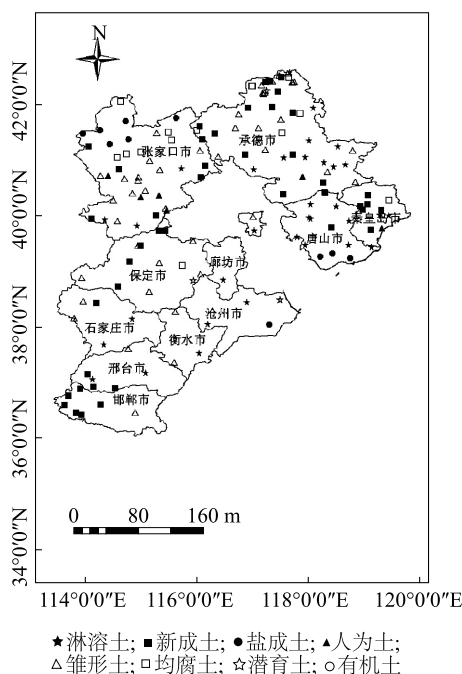 N
42°0′0″N
40°0′0″N
38°0′0″N
36°0′0″N
34°0′0″N
张家口市
承德市
秦皇岛市
唐山市
廊坊市
保定市
沧州市
石家庄市
衡水市
邢台市
邯郸市
0 80 160 m
114°0′0″E 116°0′0″E 118°0′0″E 120°0′0″E
★淋溶土; ■新成土; ●盐成土; ▲人为土;
△雏形土; □均腐土; ☆潜育土; ○有机土